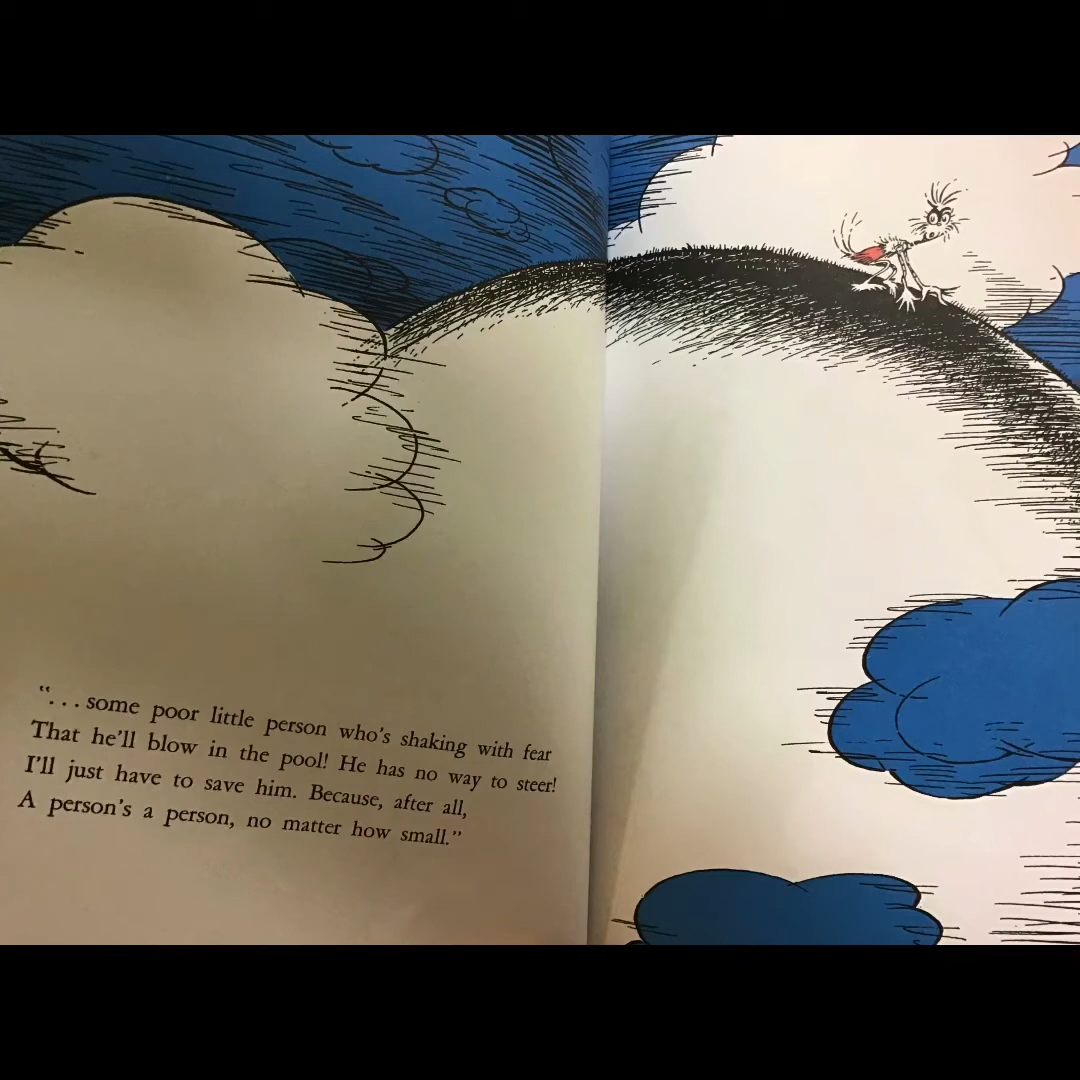 “. . . some poor little person who’s shaking with fear
That he’ll blow in the pool! He has no way to steer!
I’ll just have to save him. Because, after all,
A person’s a person, no matter how small.”